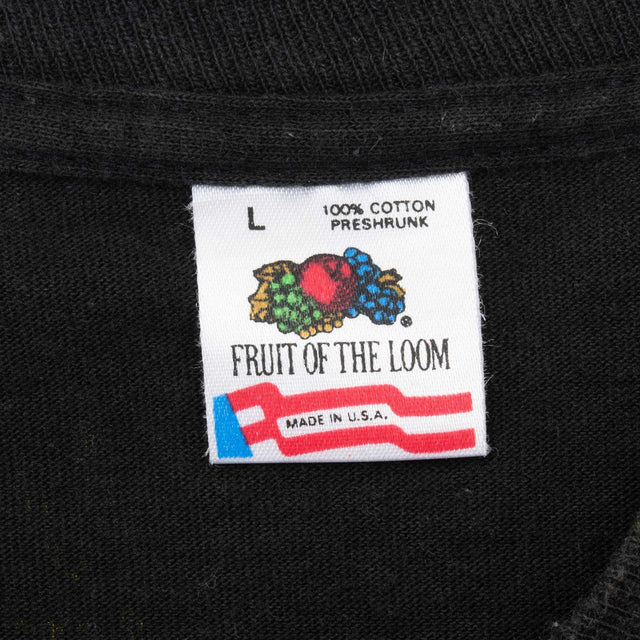 L
100% COTTON
PRESHRUNK
®
FRUIT OF THE LOOM
MADE IN U.S.A.